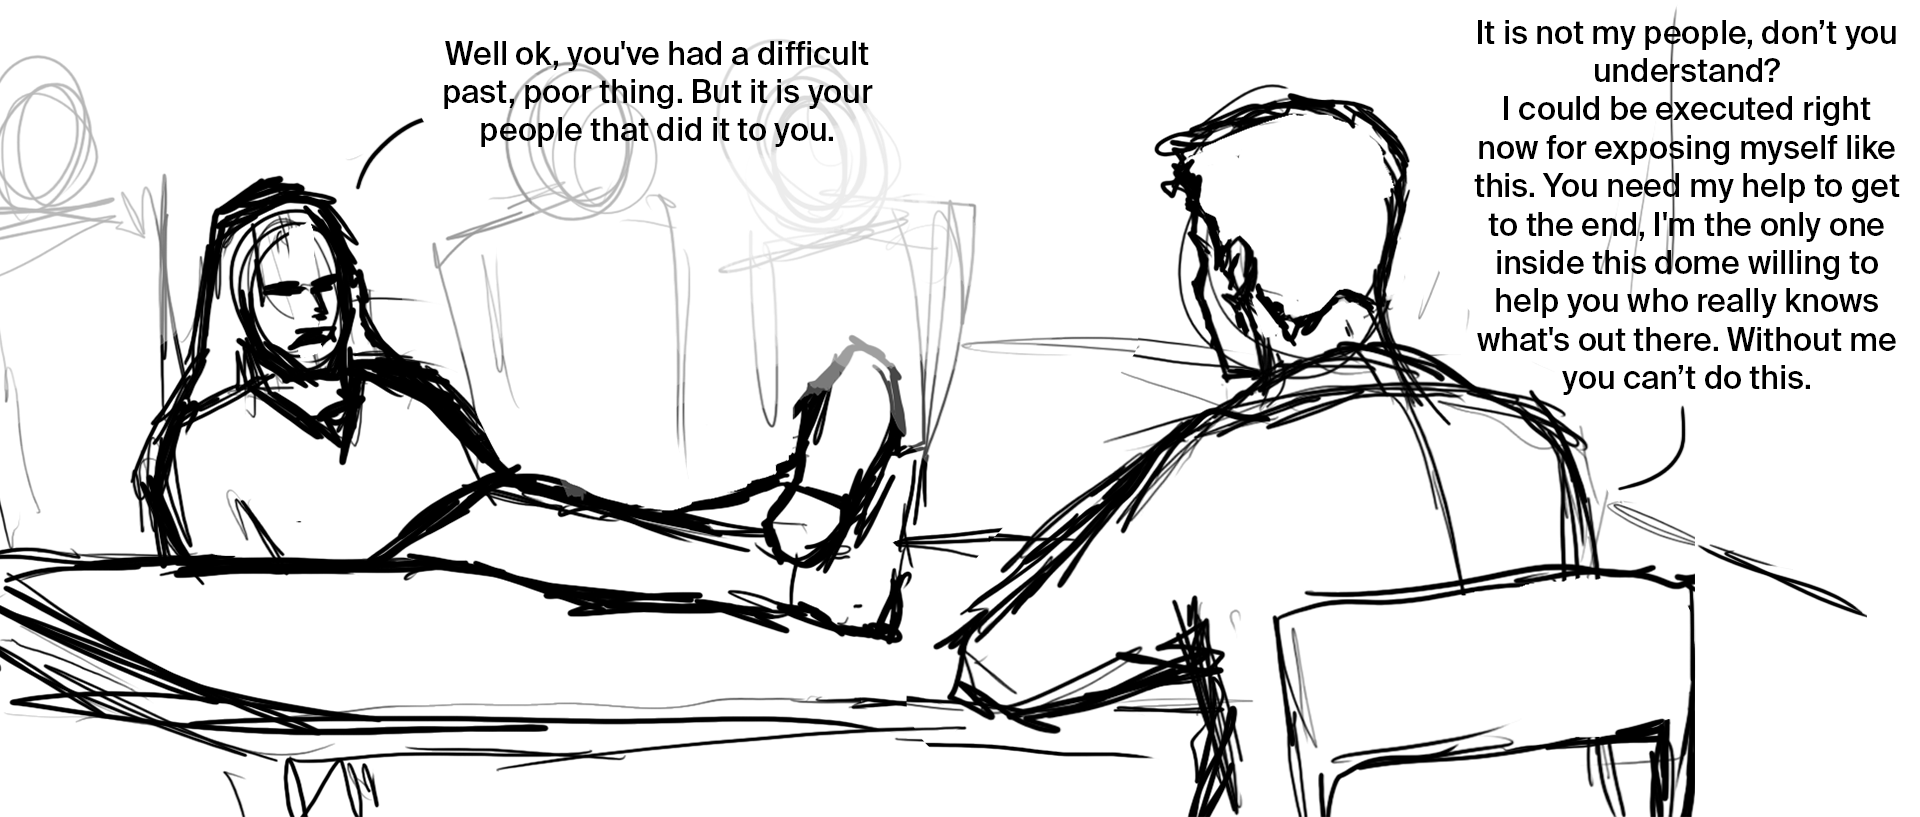 Well ok, you've had a difficult
past, poor thing. But it is your
people that did it to you.
It is not my people, don’t you
understand?
I could be executed right
now for exposing myself like
this. You need my help to get
to the end, I'm the only one
inside this dome willing to
help you who really knows
what's out there. Without me
you can’t do this.